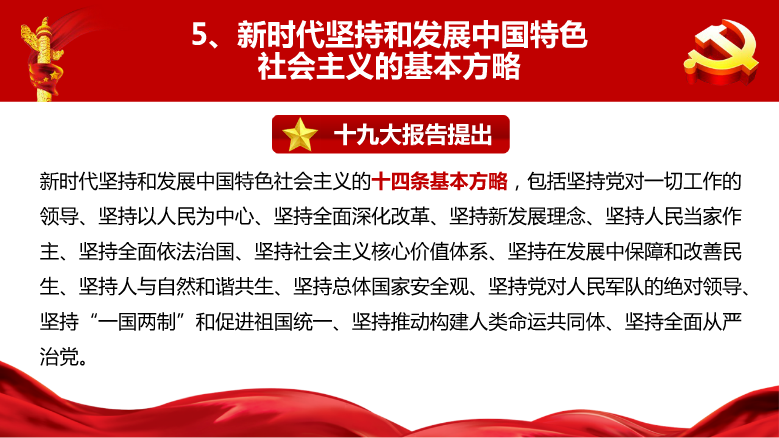 5、新时代坚持和发展中国特色
社会主义的基本方略
十九大报告提出
新时代坚持和发展中国特色社会主义的十四条基本方略，包括坚持党对一切工作的
领导、坚持以人民为中心、坚持全面深化改革、坚持新发展理念、坚持人民当家作
主、坚持全面依法治国、坚持社会主义核心价值体系、坚持在发展中保障和改善民
生、坚持人与自然和谐共生、坚持总体国家安全观、坚持党对人民军队的绝对领导、
坚持“一国两制”和促进祖国统一、坚持推动构建人类命运共同体、坚持全面从严
治党。